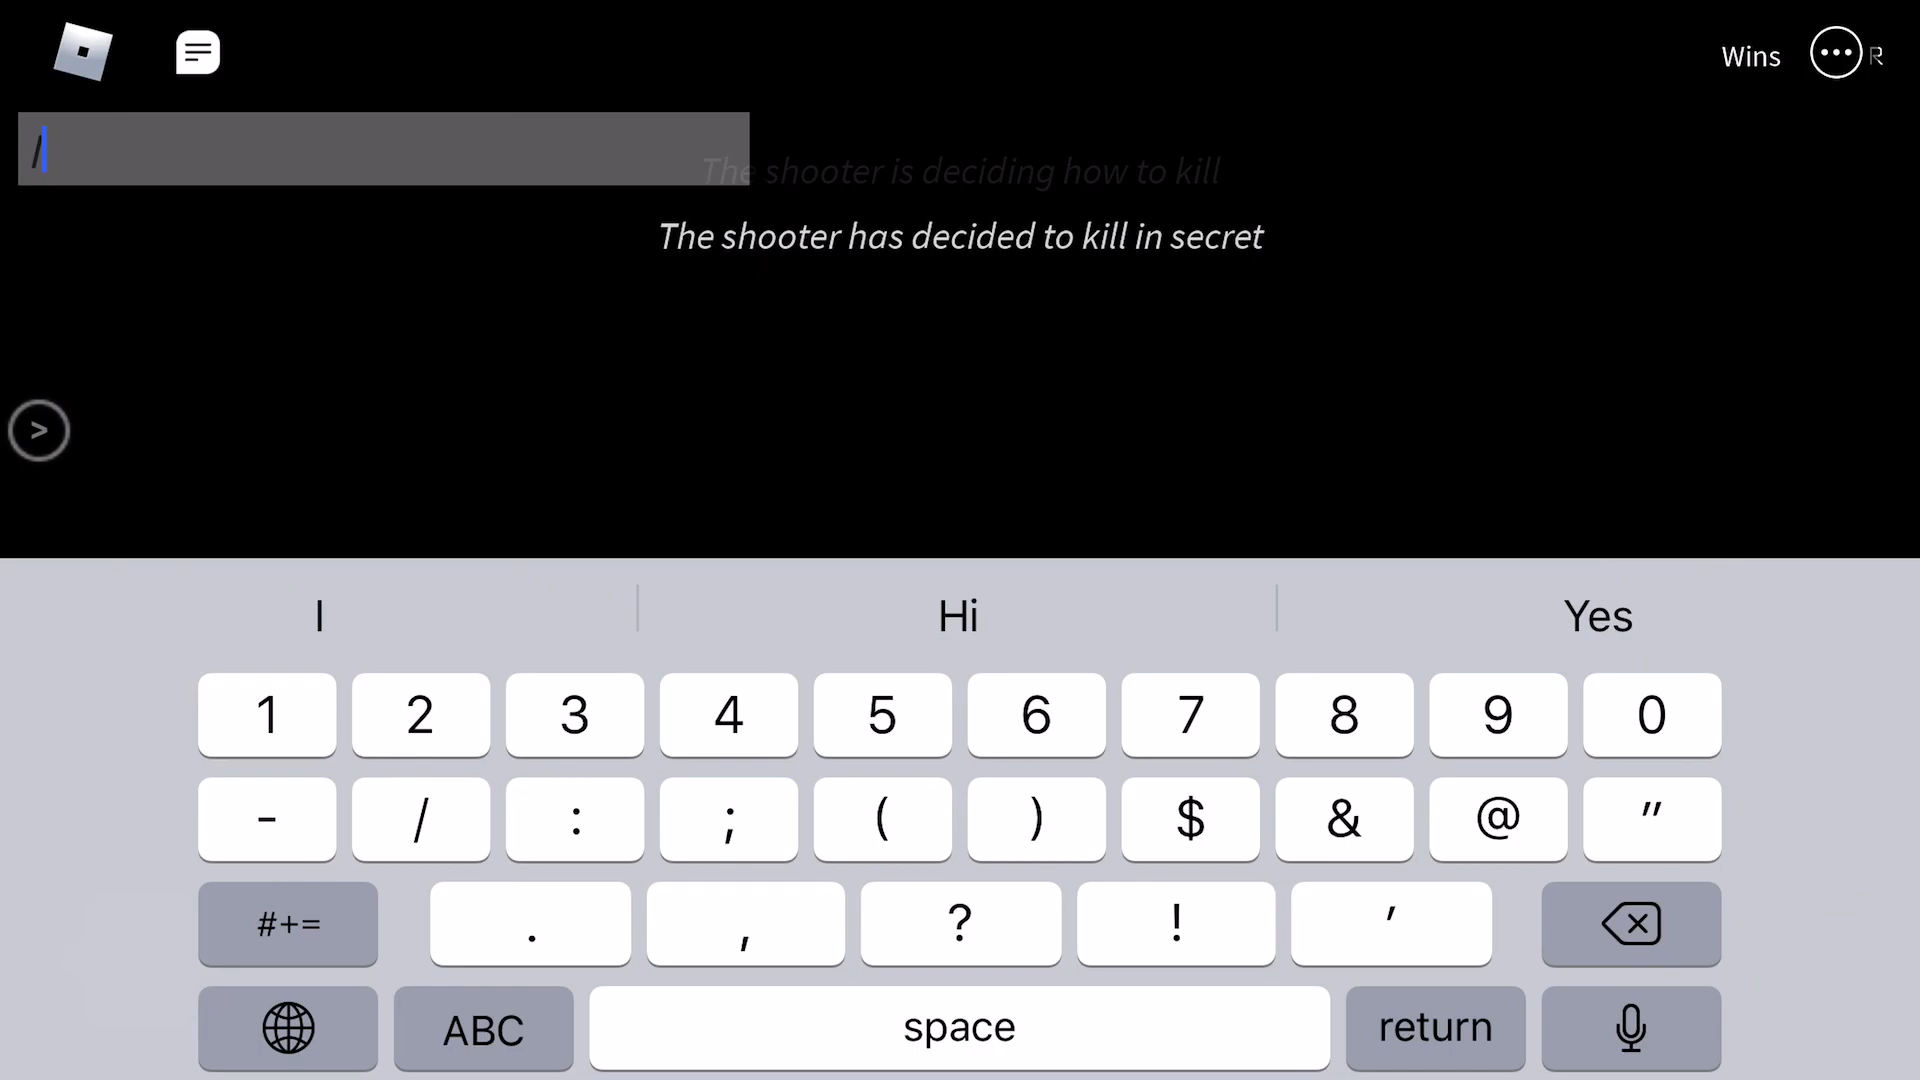 Wins
R
/
The shooter is deciding how to kill
The shooter has decided to kill in secret
>
I Hi Yes
1 2 3 4 5 6 7 8 9 0
- / : ; ( ) $ & @ "
#+= . , ? ! '
ABC space return